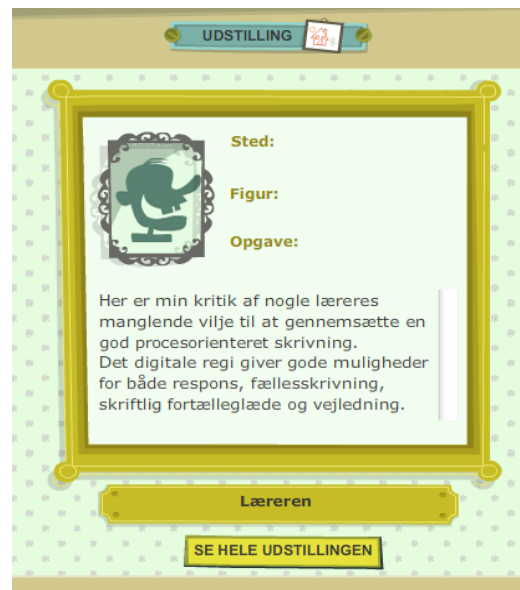 UDSTILLING
Sted:
Figur:
Opgave:
Her er min kritik af nogle læreres
manglende vilje til at gennemsætte en
god procesorienteret skrivning.
Det digitale regi giver gode muligheder
for både respons, fællesskrivning,
skriftlig fortælleglæde og vejledning.
Læreren
SE HELE UDSTILLINGEN